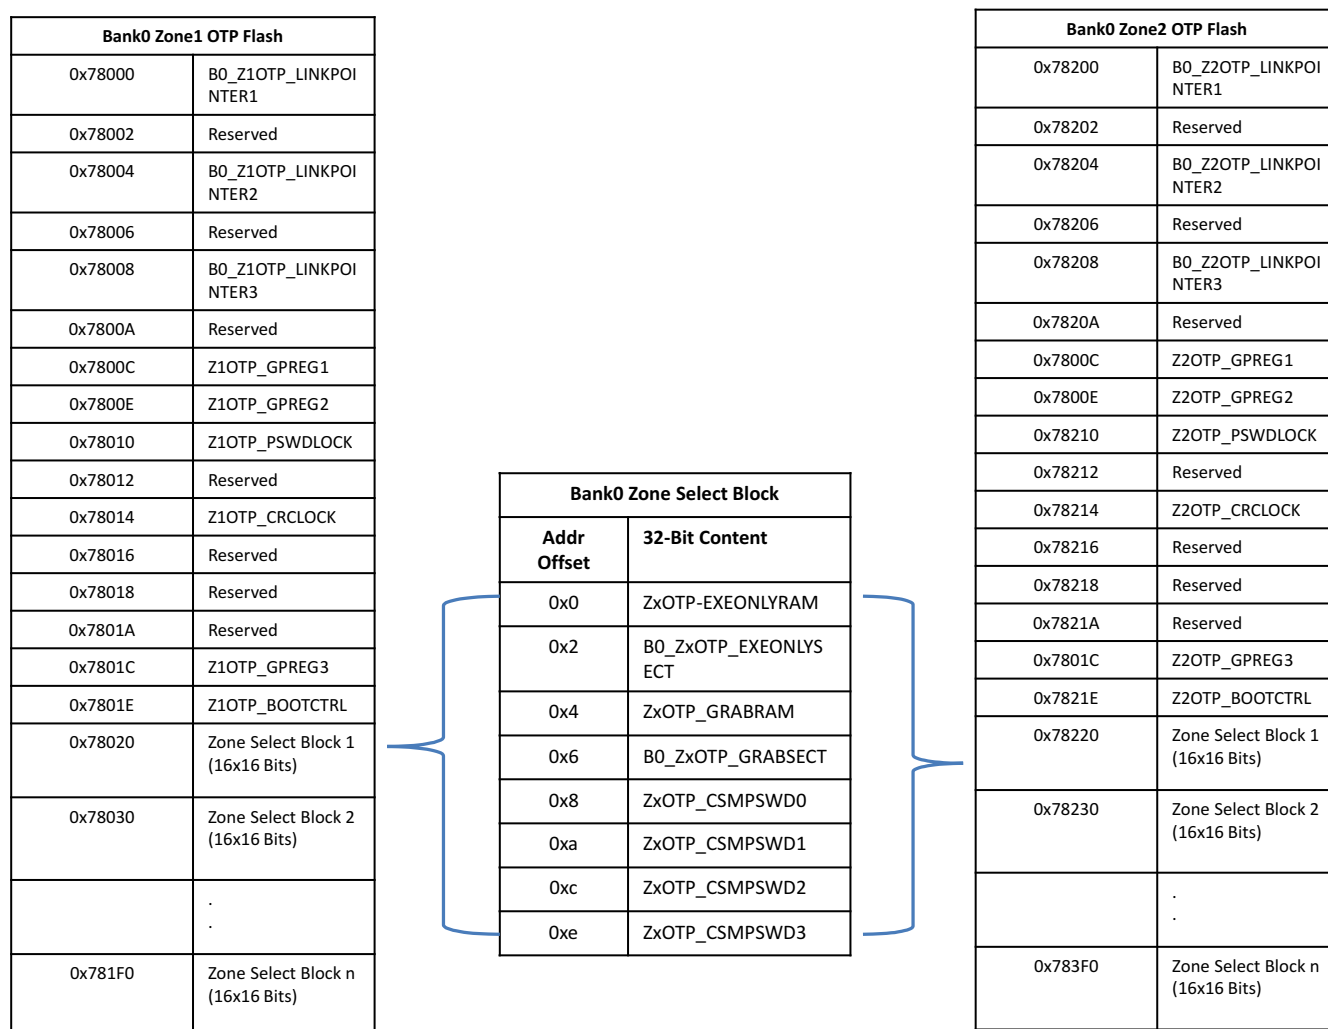 Bank0 Zone1 OTP Flash
0x78000 B0_Z1OTP_LINKPOI
NTER1
0x78002 Reserved
0x78004 B0_Z1OTP_LINKPOI
NTER2
0x78006 Reserved
0x78008 B0_Z1OTP_LINKPOI
NTER3
0x7800A Reserved
0x7800C Z1OTP_GPREG1
0x7800E Z1OTP_GPREG2
0x78010 Z1OTP_PSWDLOCK
0x78012 Reserved
0x78014 Z1OTP_CRCLOCK
0x78016 Reserved
0x78018 Reserved
0x7801A Reserved
0x7801C Z1OTP_GPREG3
0x7801E Z1OTP_BOOTCTRL
0x78020 Zone Select Block 1
(16x16 Bits)
0x78030 Zone Select Block 2
(16x16 Bits)
.
.
0x781F0 Zone Select Block n
(16x16 Bits)
Bank0 Zone Select Block
Addr 32-Bit Content
Offset
0x0 ZxOTP-EXEONLYRAM
0x2 B0_ZxOTP_EXEONLYS
ECT
0x4 ZxOTP_GRABRAM
0x6 B0_ZxOTP_GRABSECT
0x8 ZxOTP_CSMPSWD0
0xa ZxOTP_CSMPSWD1
0xc ZxOTP_CSMPSWD2
0xe ZxOTP_CSMPSWD3
Bank0 Zone2 OTP Flash
0x78200 B0_Z2OTP_LINKPOI
NTER1
0x78202 Reserved
0x78204 B0_Z2OTP_LINKPOI
NTER2
0x78206 Reserved
0x78208 B0_Z2OTP_LINKPOI
NTER3
0x7820A Reserved
0x7800C Z2OTP_GPREG1
0x7800E Z2OTP_GPREG2
0x78210 Z2OTP_PSWDLOCK
0x78212 Reserved
0x78214 Z2OTP_CRCLOCK
0x78216 Reserved
0x78218 Reserved
0x7821A Reserved
0x7801C Z2OTP_GPREG3
0x7821E Z2OTP_BOOTCTRL
0x78220 Zone Select Block 1
(16x16 Bits)
0x78230 Zone Select Block 2
(16x16 Bits)
.
.
0x783F0 Zone Select Block n
(16x16 Bits)